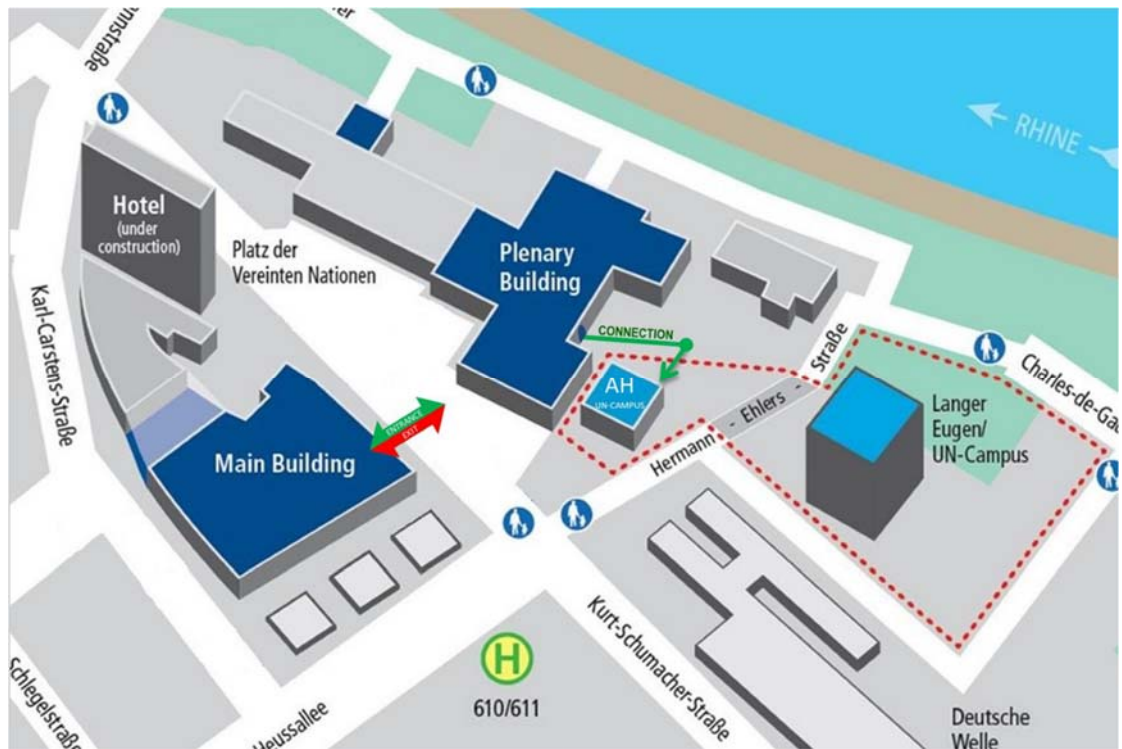 RHINE
Hotel
(under
construction)
Platz der
Vereinten Nationen
Plenary
Building
CONNECTION
AH
UN-CAMPUS
Straße
Ehlers
Hermann
Charles-de-Gau
Langer
Eugen/
UN-Campus
Karl-Carstens-Straße
ENTRANCE
EXIT
Main Building
Kurt-Schumacher-Straße
H
610/611
Schlegelstraße
Heussallee
Deutsche
Welle